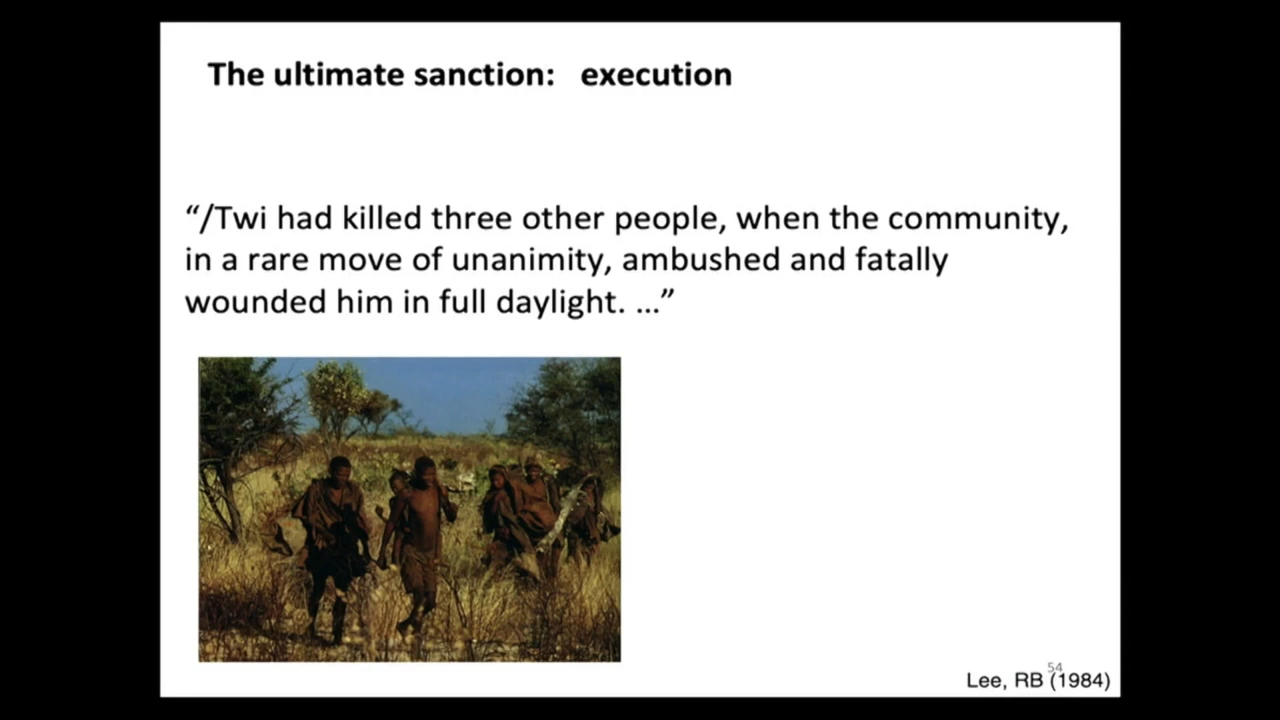 The ultimate sanction: execution
“/Twi had killed three other people, when the community,
in a rare move of unanimity, ambushed and fatally
wounded him in full daylight. ...”
54
Lee, RB (1984)